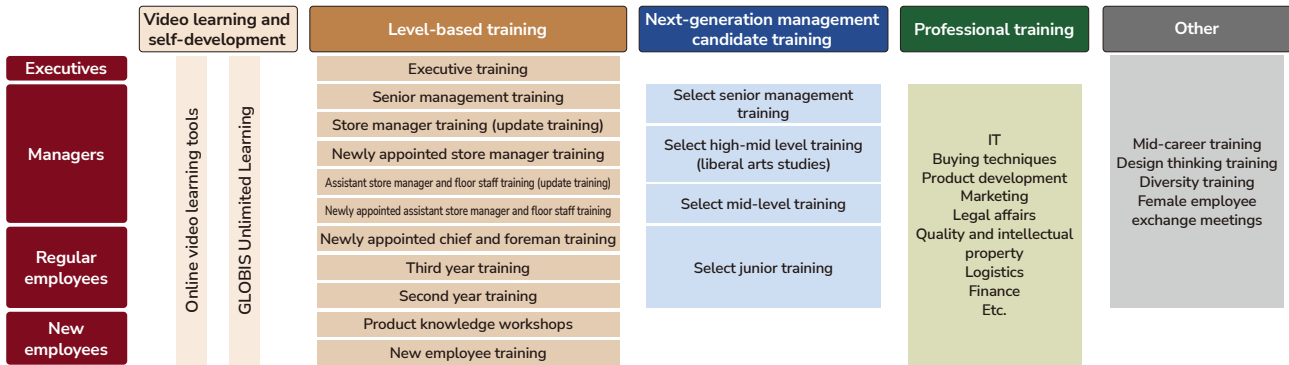 Video learning and
self-development
Level-based training
Next-generation management
candidate training
Professional training
Other
Executives
Managers
Regular
employees
New
employees
Online video learning tools
GLOBIS Unlimited Learning
Executive training
Senior management training
Store manager training (update training)
Newly appointed store manager training
Assistant store manager and floor staff training (update training)
Newly appointed assistant store manager and floor staff training
Newly appointed chief and foreman training
Third year training
Second year training
Product knowledge workshops
New employee training
Select senior management
training
Select high-mid level training
(liberal arts studies)
Select mid-level training
Select junior training
IT
Buying techniques
Product development
Marketing
Legal affairs
Quality and intellectual
property
Logistics
Finance
Etc.
Mid-career training
Design thinking training
Diversity training
Female employee
exchange meetings